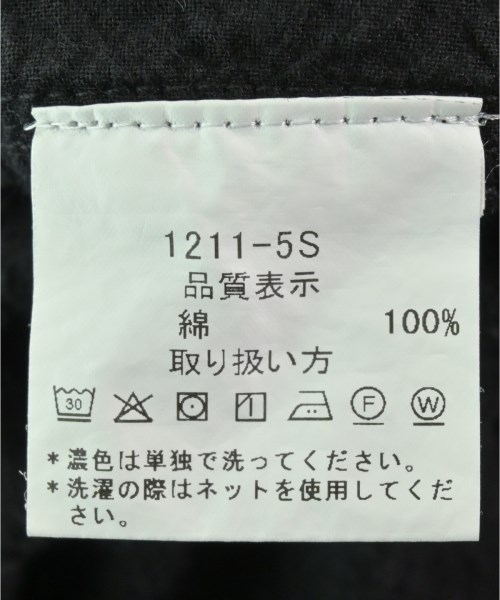 1211-5S
品質表示
綿 100%
取り扱い方
30
F W
*濃色は単独で洗ってください。
*洗濯の際はネットを使用してくだ
さい。